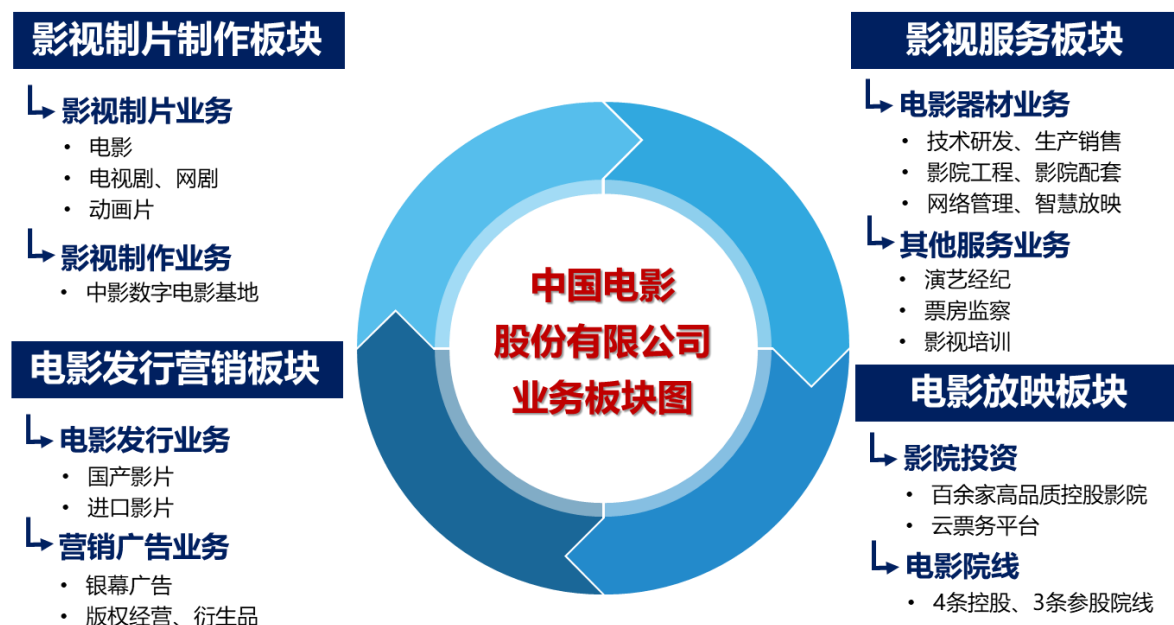 影视制片制作板块
影视制片业务
• 电影
• 电视剧、网剧
• 动画片
影视制作业务
• 中影数字电影基地
电影发行营销板块
电影发行业务
• 国产影片
• 进口影片
营销广告业务
• 银幕广告
• 版权经营、衍生品
中国电影
股份有限公司
业务板块图
影视服务板块
电影器材业务
• 技术研发、生产销售
• 影院工程、影院配套
• 网络管理、智慧放映
其他服务业务
• 演艺经纪
• 票房监察
• 影视培训
电影放映板块
影院投资
• 百余家高品质控股影院
• 云票务平台
电影院线
• 4条控股、3条参股院线